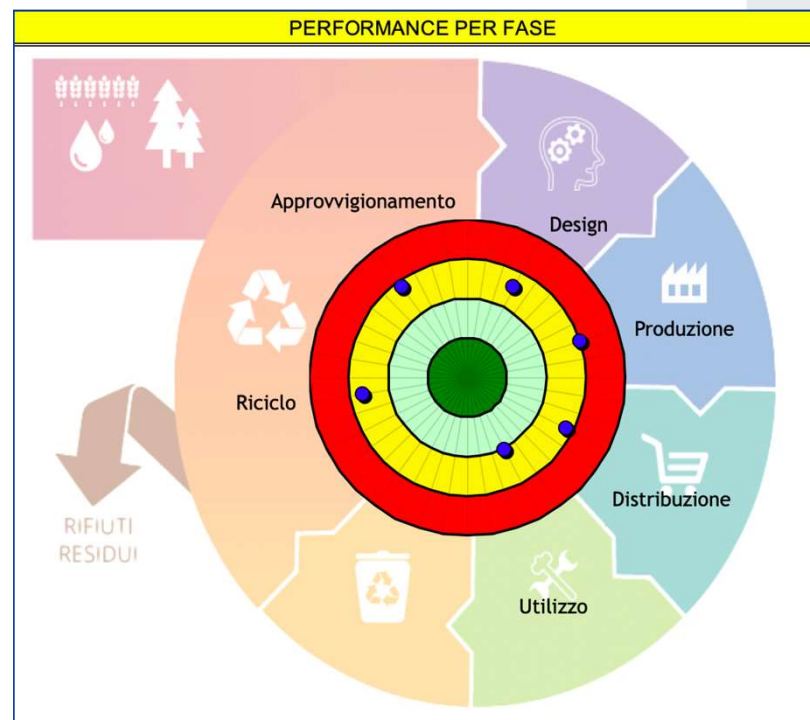 PERFORMANCE PER FASE
Approvvigionamento
Design
Produzione
Riciclo
Distribuzione
RIFIUTI
RESIDUI
Utilizzo